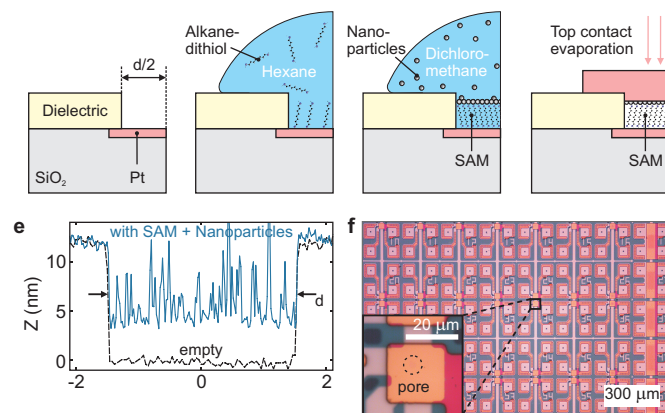 d/2
Dielectric
SiO₂
Pt
Alkane-
dithiol
Hexane
Nano-
particles
Dichloro-
methane
SAM
Top contact
evaporation
SAM
e
with SAM + Nanoparticles
10
5
0
Z (nm)
d
empty
-2
0
2
f
20 μm
pore
300 μm